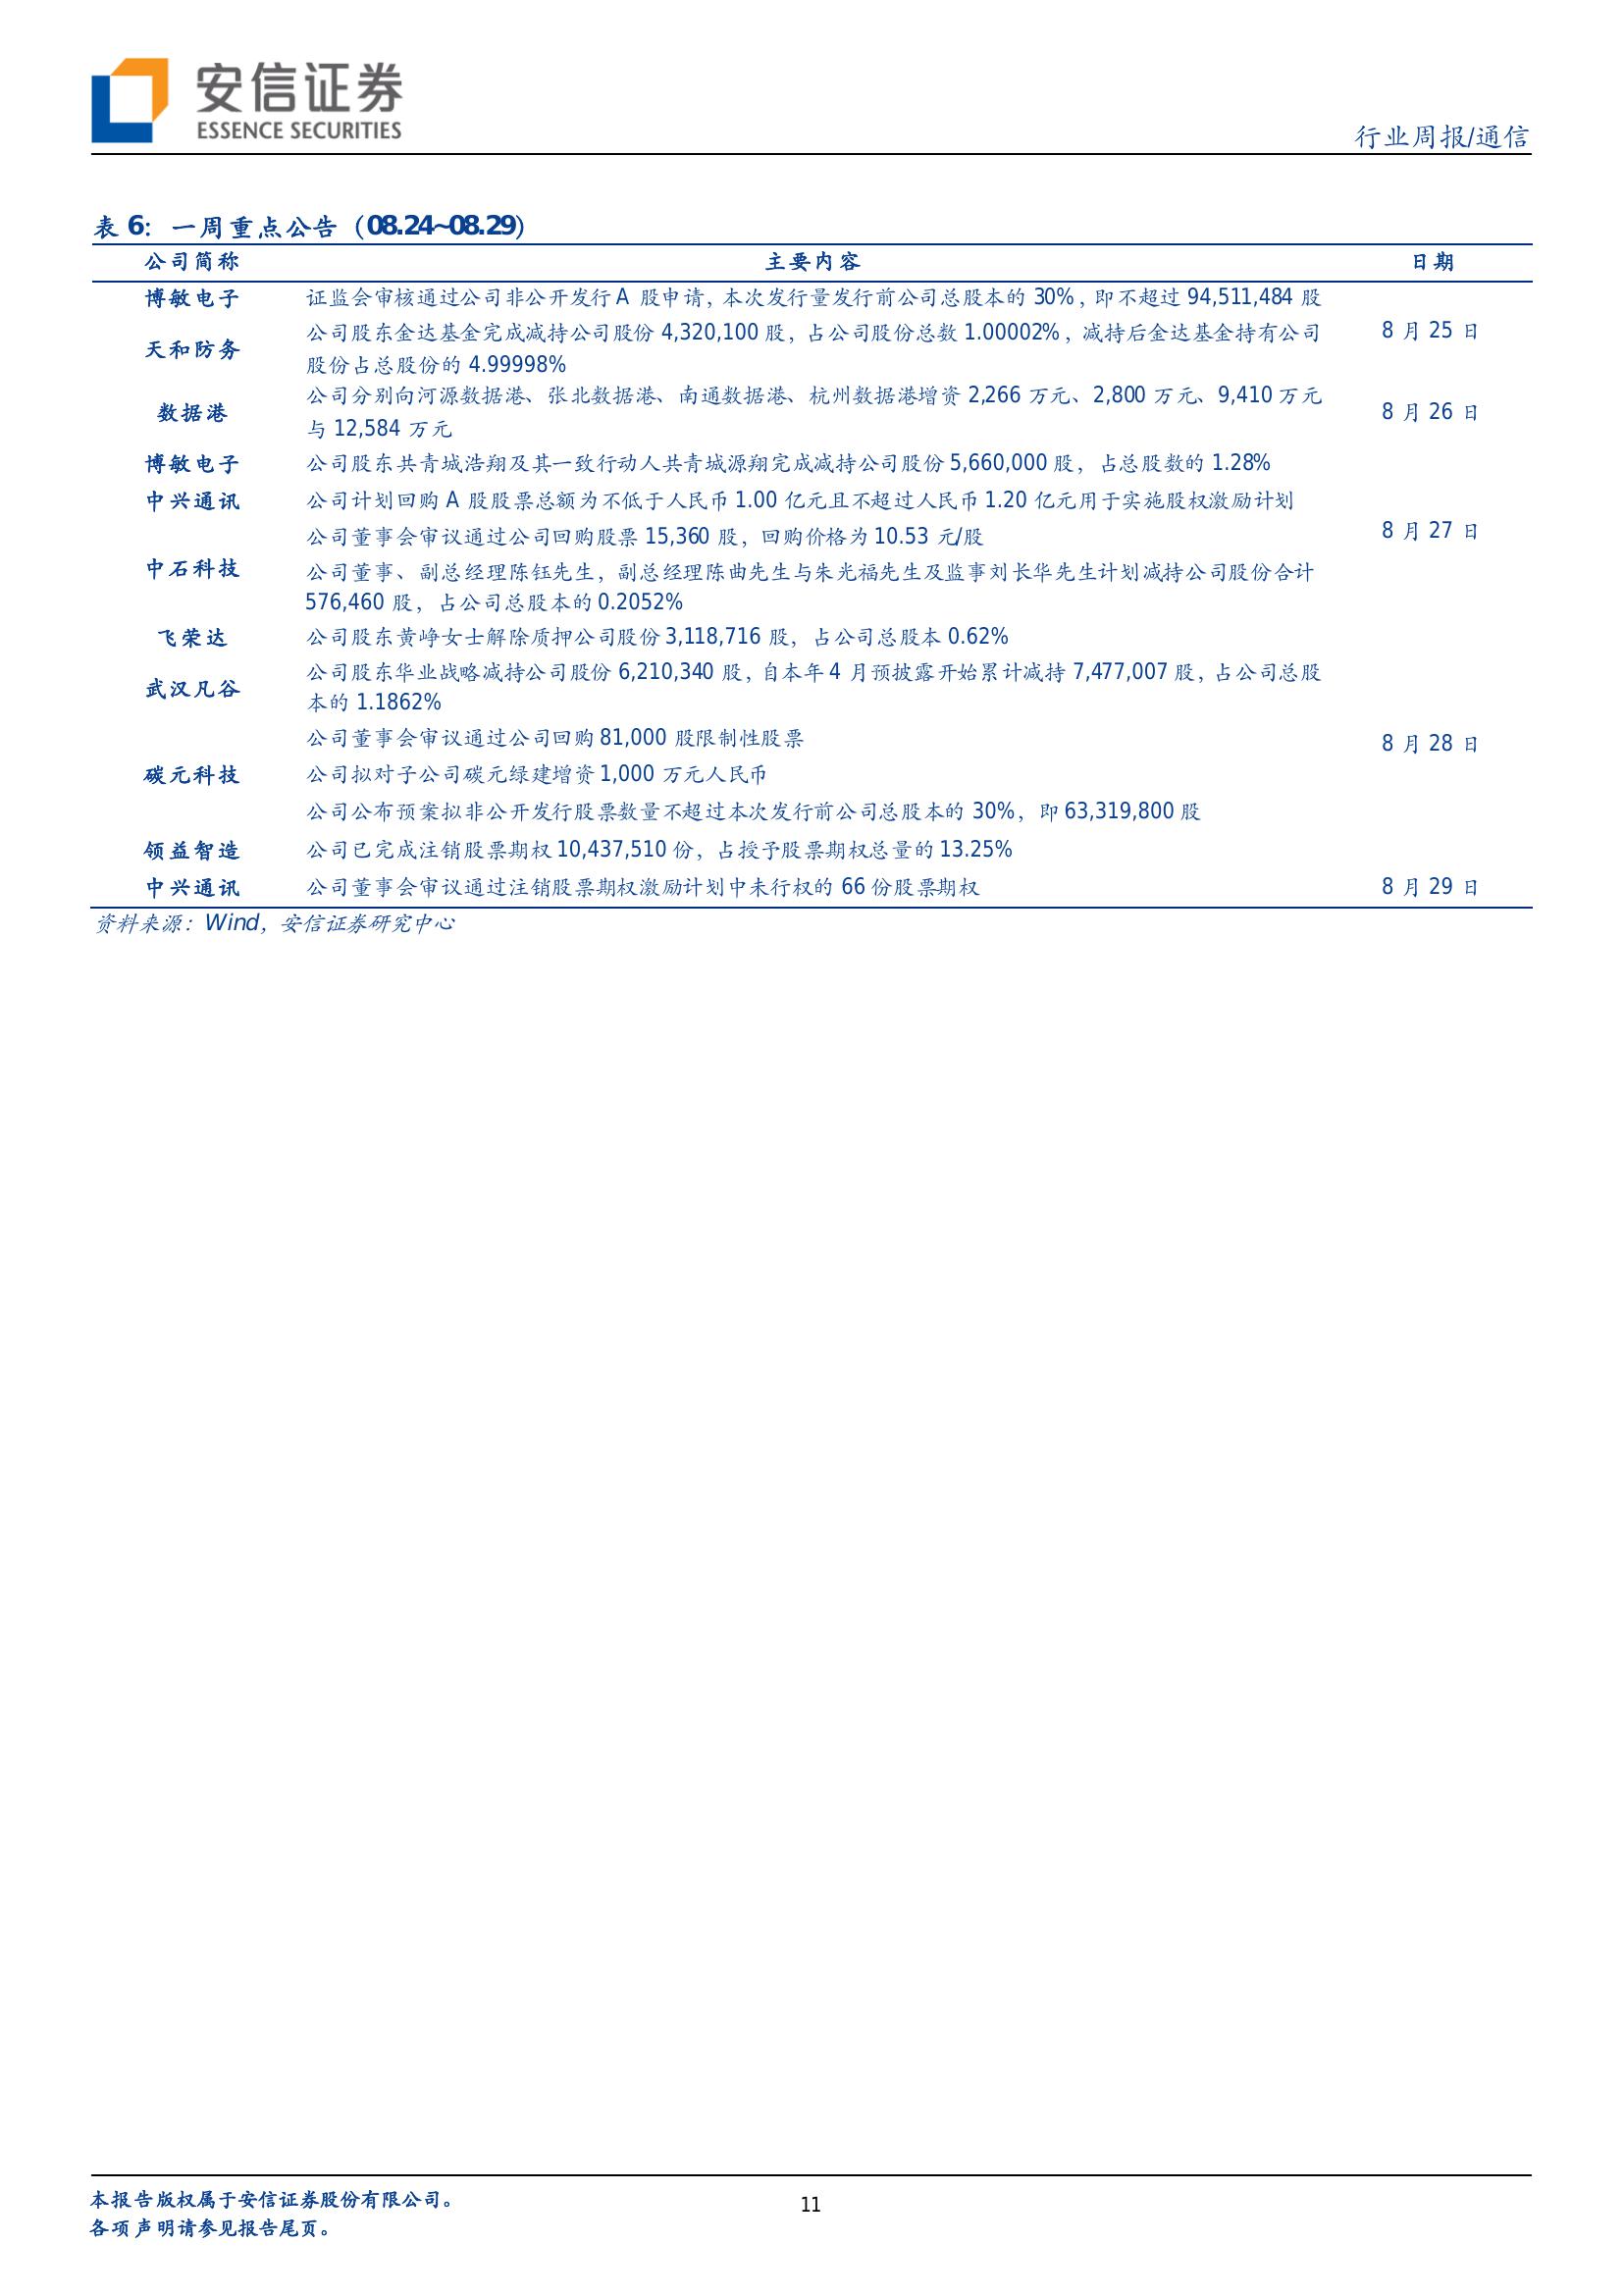 安信证券
ESSENCE SECURITIES
行业周报/通信
表 6：一周重点公告（08.24~08.29）
公司简称 主要内容 日期
博敏电子 证监会审核通过公司非公开发行 A 股申请，本次发行量发行前公司总股本的 30%，即不超过 94,511,484 股
天和防务 公司股东金达基金完成减持公司股份 4,320,100 股，占公司股份总数 1.00002%，减持后金达基金持有公司 8 月 25 日
股份占总股份的 4.99998%
数据港 公司分别向河源数据港、张北数据港、南通数据港、杭州数据港增资 2,266 万元、2,800 万元、9,410 万元 8 月 26 日
与 12,584 万元
博敏电子 公司股东共青城浩翔及其一致行动人共青城源翔完成减持公司股份 5,660,000 股，占总股数的 1.28%
中兴通讯 公司计划回购 A 股股票总额为不低于人民币 1.00 亿元且不超过人民币 1.20 亿元用于实施股权激励计划
公司董事会审议通过公司回购股票 15,360 股，回购价格为 10.53 元/股 8 月 27 日
中石科技 公司董事、副总经理陈钰先生，副总经理陈曲先生与朱光福先生及监事刘长华先生计划减持公司股份合计
576,460 股，占公司总股本的 0.2052%
飞荣达 公司股东黄峥女士解除质押公司股份 3,118,716 股，占公司总股本 0.62%
武汉凡谷 公司股东华业战略减持公司股份 6,210,340 股，自本年 4 月预披露开始累计减持 7,477,007 股，占公司总股
本的 1.1862%
公司董事会审议通过公司回购 81,000 股限制性股票 8 月 28 日
碳元科技 公司拟对子公司碳元绿建增资 1,000 万元人民币
公司公布预案拟非公开发行股票数量不超过本次发行前公司总股本的 30%，即 63,319,800 股
领益智造 公司已完成注销股票期权 10,437,510 份，占授予股票期权总量的 13.25%
中兴通讯 公司董事会审议通过注销股票期权激励计划中未行权的 66 份股票期权 8 月 29 日
资料来源：Wind，安信证券研究中心
本报告版权属于安信证券股份有限公司。
各项声明请参见报告尾页。
11